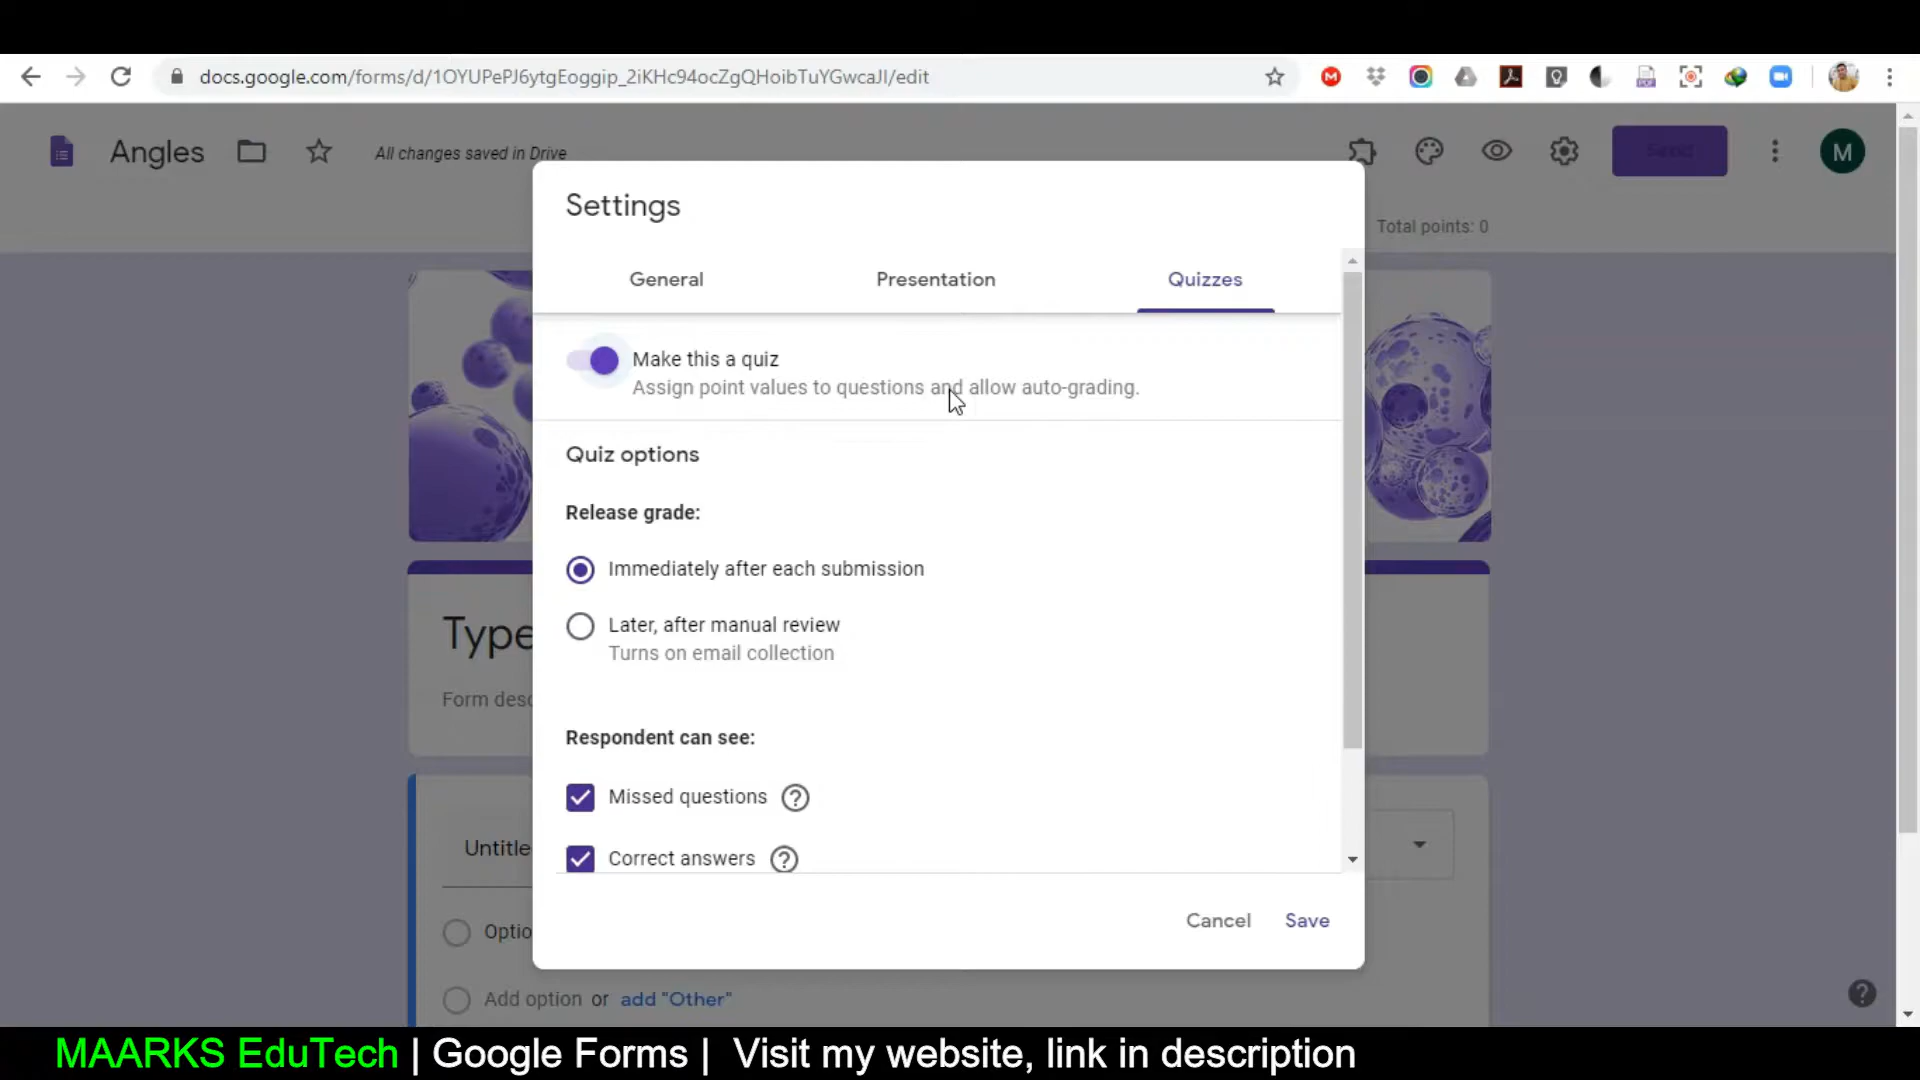 docs.google.com/forms/d/1OYUPePJ6ytgEoggip_2iKHc94ocZgQHoibTuYGwcaJI/edit
Angles
All changes saved in Drive
Send
M
Total points: 0
Settings
General
Presentation
Quizzes
Make this a quiz
Assign point values to questions and allow auto-grading.
Quiz options
Release grade:
Immediately after each submission
Later, after manual review
Turns on email collection
Respondent can see:
Missed questions
Correct answers
Cancel
Save
Type
Form desc
Untitle
Optio
Add option or add "Other"
MAARKS EduTech | Google Forms | Visit my website, link in description